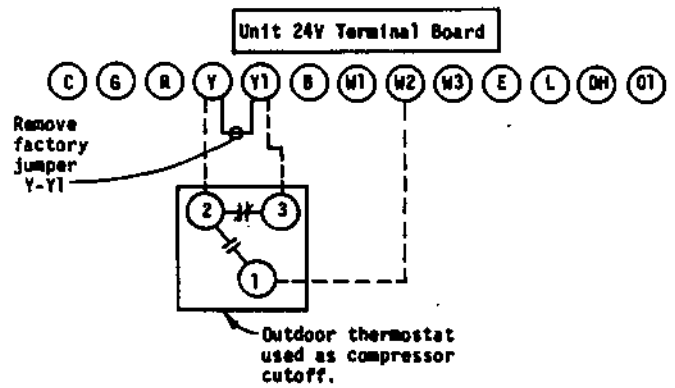 Unit 24V Terminal Board
C G R Y Y1 B W1 W2 W3 E L DH O1
Remove
factory
jumper
Y-Y1
2 3
1
Outdoor thermostat
used as compressor
cutoff.